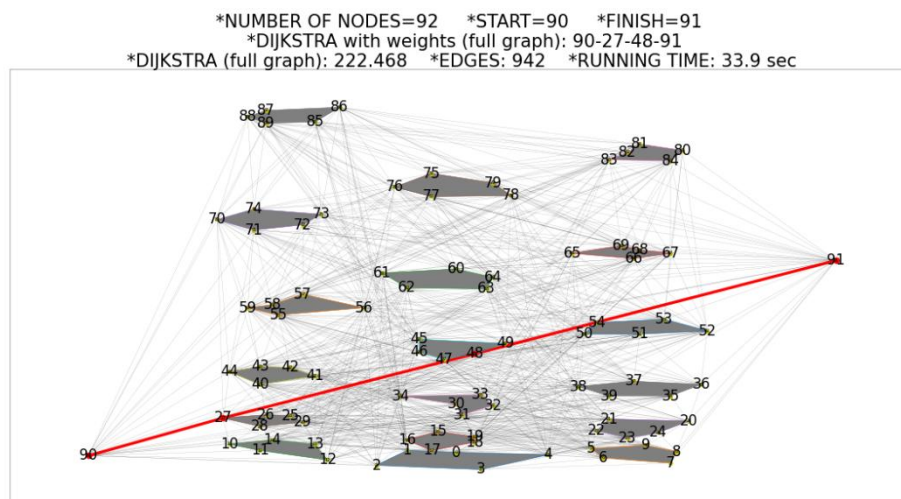 *NUMBER OF NODES=92 *START=90 *FINISH=91
*DIJKSTRA with weights (full graph): 90-27-48-91
*DIJKSTRA (full graph): 222.468 *EDGES: 942 *RUNNING TIME: 33.9 sec
87 86
88 89 85
81
83 82 84 80
75 79
76 77 78
74 73
70 71 72
69 68
65 66 67
91
60
61 62 63 64
57
59 58 55 56
54 53
50 51 52
45 49
46 47 48
43 42
44 40 41
37 36
38 39 35
33
34 30 31 32
26 25
27 28 29
21 20
22 23 24
15 19
16 17 18
14 13
10 11 12
90
1 0 4
2 3
5 9 8
6 7